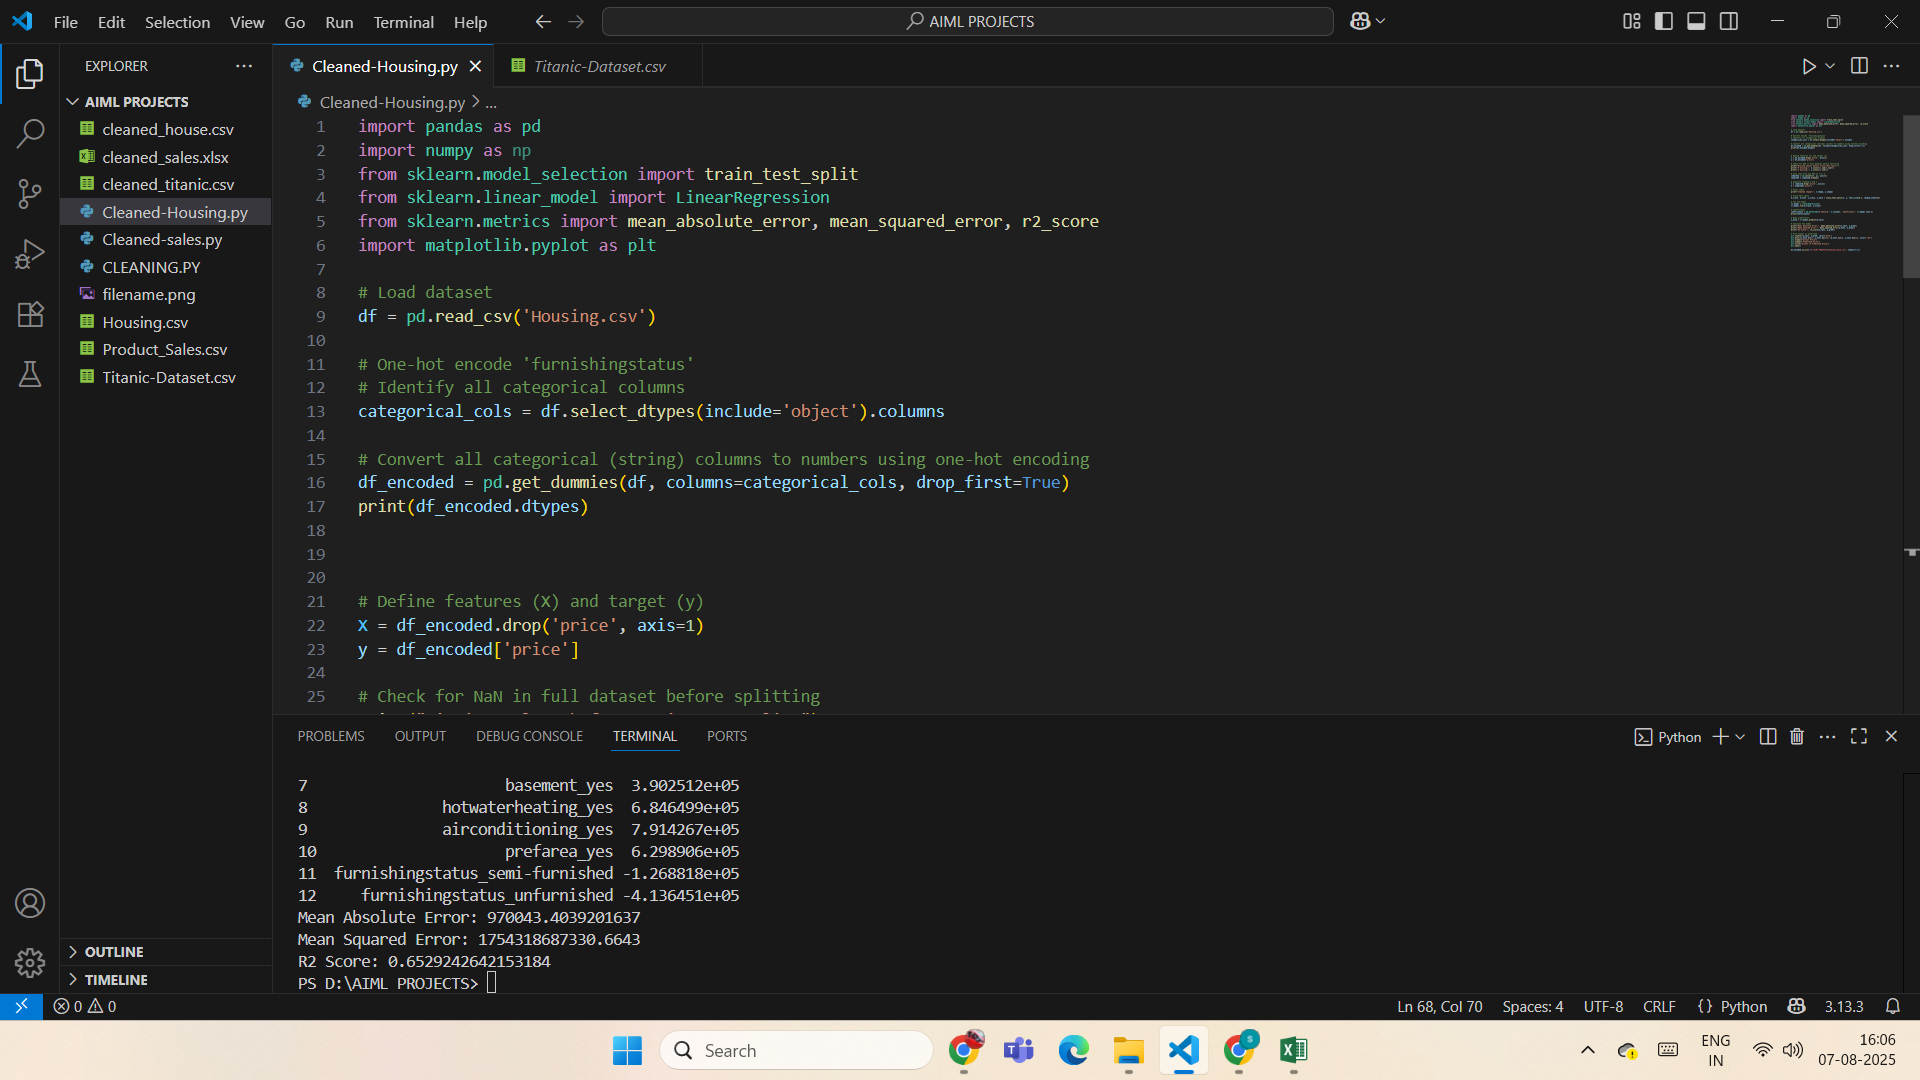 File Edit Selection View Go Run Terminal Help
AIML PROJECTS
EXPLORER
AIML PROJECTS
cleaned_house.csv
cleaned_sales.xlsx
cleaned_titanic.csv
Cleaned-Housing.py
Cleaned-sales.py
CLEANING.PY
filename.png
Housing.csv
Product_Sales.csv
Titanic-Dataset.csv
OUTLINE
TIMELINE
Cleaned-Housing.py
Titanic-Dataset.csv
Cleaned-Housing.py > ...
1 import pandas as pd
2 import numpy as np
3 from sklearn.model_selection import train_test_split
4 from sklearn.linear_model import LinearRegression
5 from sklearn.metrics import mean_absolute_error, mean_squared_error, r2_score
6 import matplotlib.pyplot as plt
7
8 # Load dataset
9 df = pd.read_csv('Housing.csv')
10
11 # One-hot encode 'furnishingstatus'
12 # Identify all categorical columns
13 categorical_cols = df.select_dtypes(include='object').columns
14
15 # Convert all categorical (string) columns to numbers using one-hot encoding
16 df_encoded = pd.get_dummies(df, columns=categorical_cols, drop_first=True)
17 print(df_encoded.dtypes)
18
19
20
21 # Define features (X) and target (y)
22 X = df_encoded.drop('price', axis=1)
23 y = df_encoded['price']
24
25 # Check for NaN in full dataset before splitting
PROBLEMS OUTPUT DEBUG CONSOLE TERMINAL PORTS
Python
7 basement_yes 3.902512e+05
8 hotwaterheating_yes 6.846499e+05
9 airconditioning_yes 7.914267e+05
10 prefarea_yes 6.298906e+05
11 furnishingstatus_semi-furnished -1.268818e+05
12 furnishingstatus_unfurnished -4.136451e+05
Mean Absolute Error: 970043.4039201637
Mean Squared Error: 1754318687330.6643
R2 Score: 0.6529242642153184
PS D:\AIML PROJECTS>
0 0
Ln 68, Col 70 Spaces: 4 UTF-8 CRLF {} Python 3.13.3
Search
ENG
IN
16:06
07-08-2025